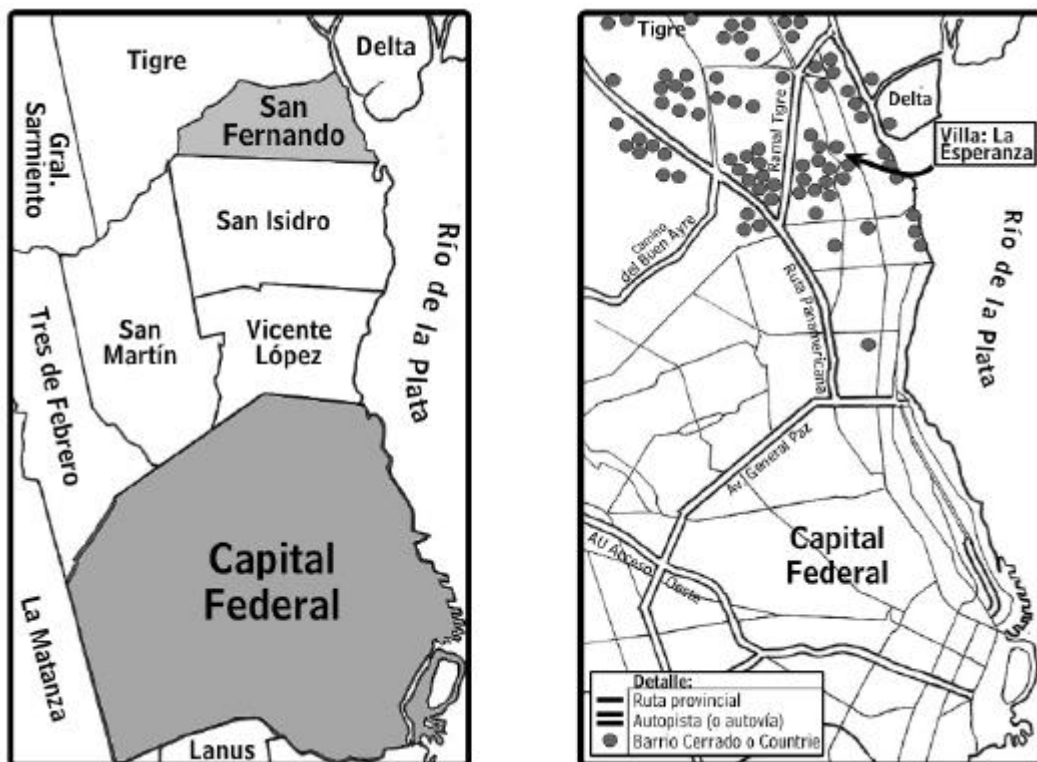 Tigre
Delta
San
Fernando
Gral.
Sarmiento
San Isidro
Río de la Plata
San
Martín
Vicente
López
Tres de Febrero
Capital
Federal
La Matanza
Lanus
Tigre
Delta
Villa: La
Esperanza
Ramal Tigre
Camino
del Buen Ayre
Ruta Panamericana
Río de la Plata
Av General Paz
Capital
Federal
AU Acceso Oeste
Detalle:
Ruta provincial
Autopista (o autovía)
Barrio Cerrado o Countrie